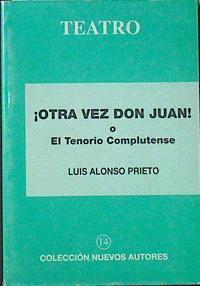 TEATRO
¡OTRA VEZ DON JUAN!
o
El Tenorio Complutense
LUIS ALONSO PRIETO
14
COLECCIÓN NUEVOS AUTORES